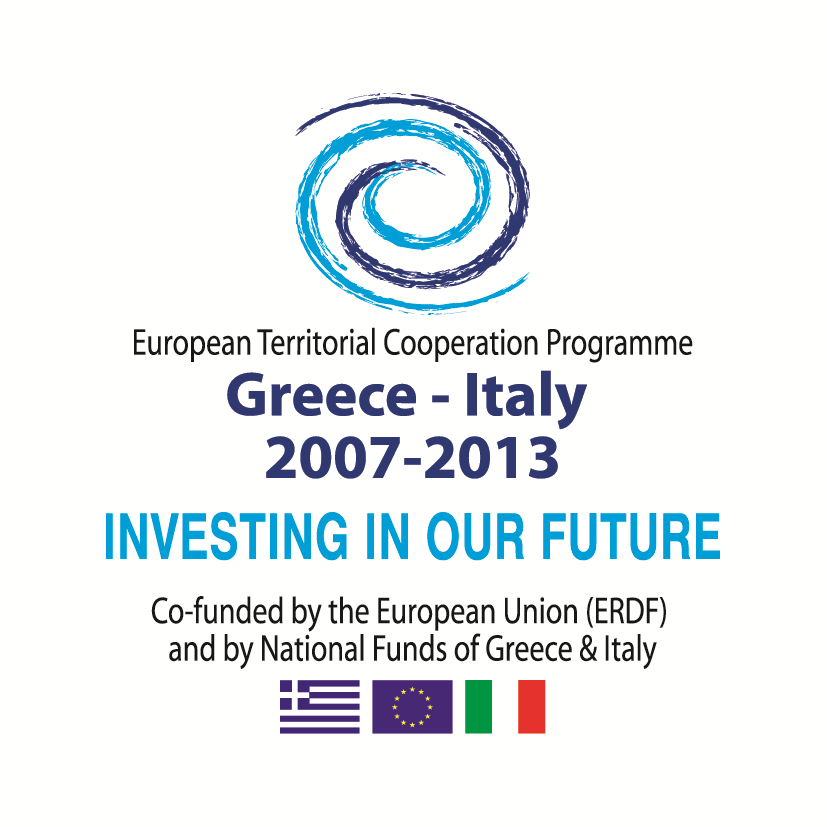 European Territorial Cooperation Programme
Greece - Italy
2007-2013
INVESTING IN OUR FUTURE
Co-funded by the European Union (ERDF)
and by National Funds of Greece & Italy